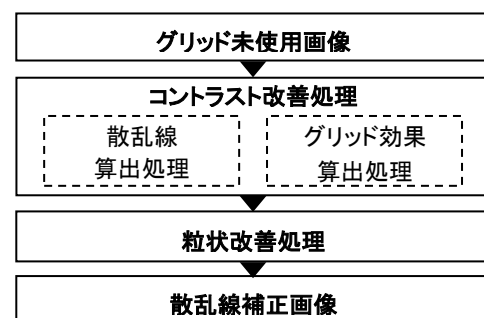 グリッド未使用画像
コントラスト改善処理
散乱線
算出処理
グリッド効果
算出処理
粒状改善処理
散乱線補正画像